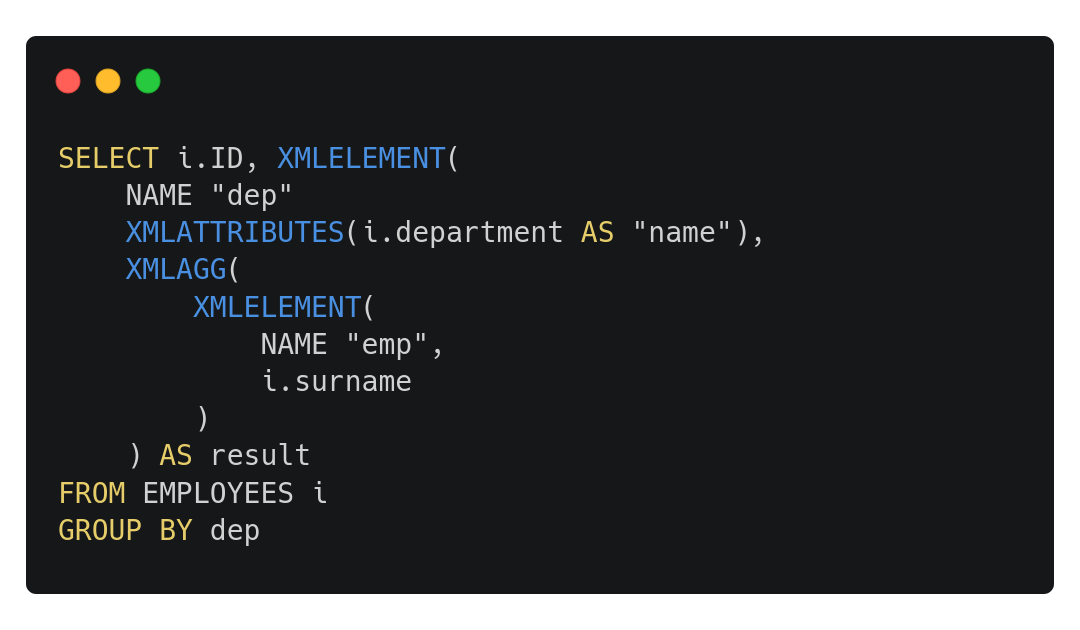 SELECT i.ID, XMLELEMENT(
    NAME "dep"
    XMLATTRIBUTES(i.department AS "name"),
    XMLAGG(
        XMLELEMENT(
            NAME "emp",
            i.surname
        )
    ) AS result
FROM EMPLOYEES i
GROUP BY dep